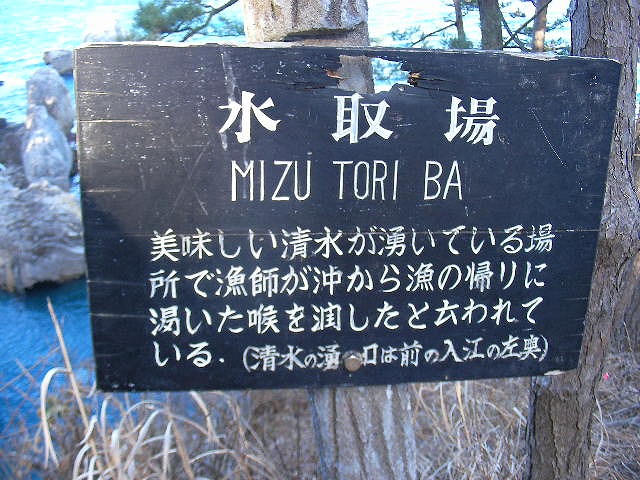 水取場
MIZU TORI BA
美味しい清水が湧いている場
所で漁師が沖から漁の帰りに
渇いた喉を潤したと云われて
いる.(清水の湧 口は前の入江の左奥)